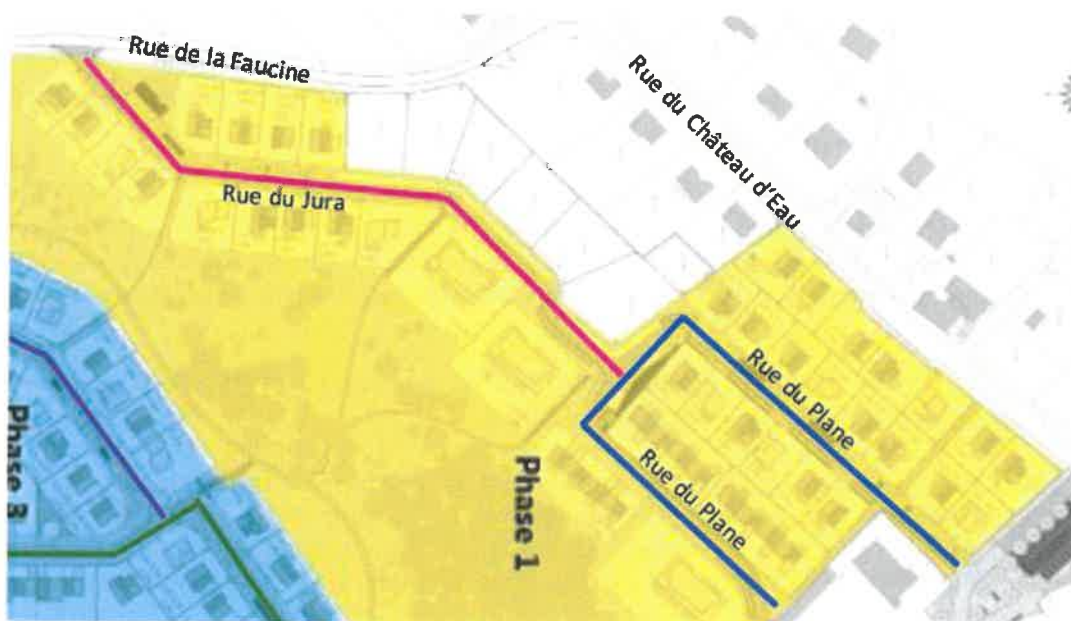 Rue de la Faucine
Rue du Château d'Eau
Rue du Jura
Rue du Plane
Rue du Plane
Phase 1
Phase 3